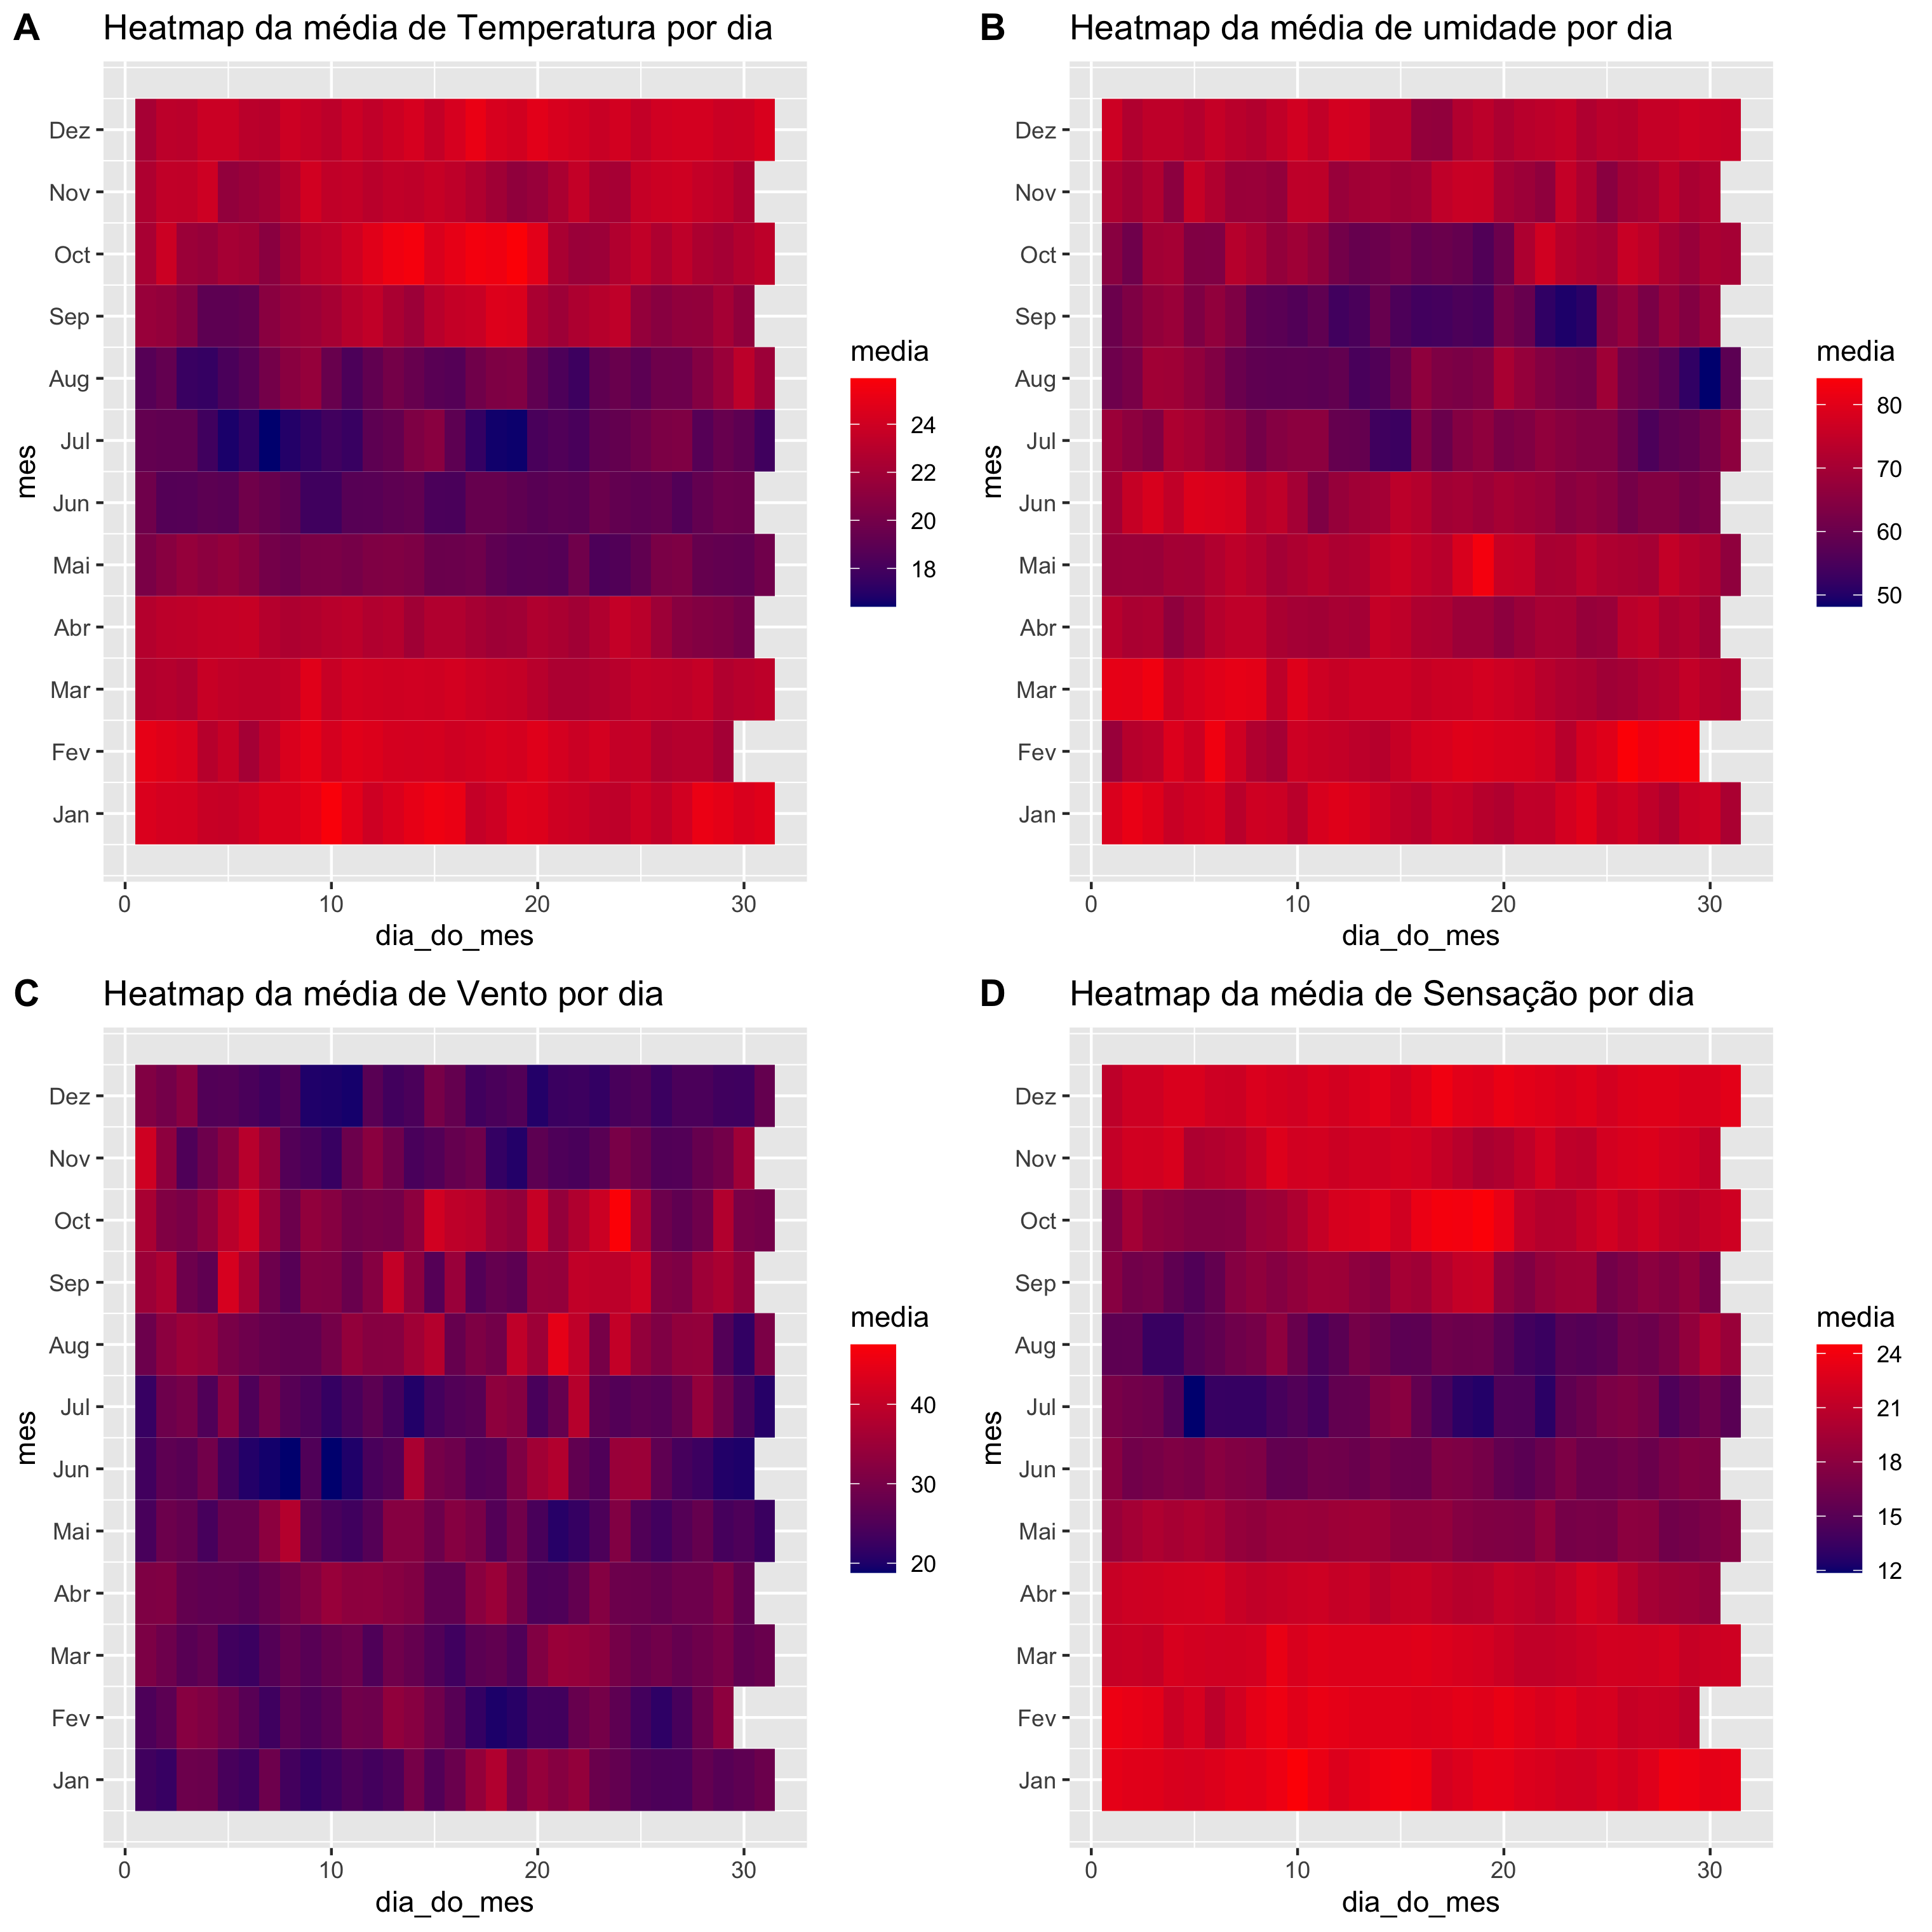 A Heatmap da média de Temperatura por dia
mes
Dez
Nov
Oct
Sep
Aug
Jul
Jun
Mai
Abr
Mar
Fev
Jan
0 10 20 30
dia_do_mes
media
24
22
20
18
B Heatmap da média de umidade por dia
mes
Dez
Nov
Oct
Sep
Aug
Jul
Jun
Mai
Abr
Mar
Fev
Jan
0 10 20 30
dia_do_mes
media
80
70
60
50
C Heatmap da média de Vento por dia
mes
Dez
Nov
Oct
Sep
Aug
Jul
Jun
Mai
Abr
Mar
Fev
Jan
0 10 20 30
dia_do_mes
media
40
30
20
D Heatmap da média de Sensação por dia
mes
Dez
Nov
Oct
Sep
Aug
Jul
Jun
Mai
Abr
Mar
Fev
Jan
0 10 20 30
dia_do_mes
media
24
21
18
15
12